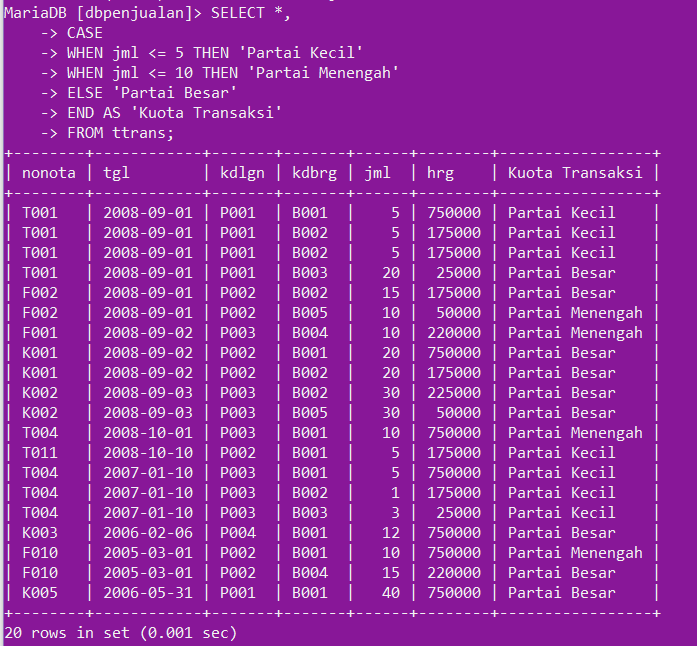 MariaDB [dbpenjualan]> SELECT *,
    -> CASE
    -> WHEN jml <= 5 THEN 'Partai Kecil'
    -> WHEN jml <= 10 THEN 'Partai Menengah'
    -> ELSE 'Partai Besar'
    -> END AS 'Kuota Transaksi'
    -> FROM ttrans;
+--------+------------+-------+-------+------+--------+-----------------+
| nonota | tgl        | kdlgn | kdbrg | jml  | hrg    | Kuota Transaksi |
+--------+------------+-------+-------+------+--------+-----------------+
| T001   | 2008-09-01 | P001  | B001  |    5 | 750000 | Partai Kecil    |
| T001   | 2008-09-01 | P001  | B002  |    5 | 175000 | Partai Kecil    |
| T001   | 2008-09-01 | P001  | B002  |    5 | 175000 | Partai Kecil    |
| T001   | 2008-09-01 | P001  | B003  |   20 |  25000 | Partai Besar    |
| F002   | 2008-09-01 | P002  | B002  |   15 | 175000 | Partai Besar    |
| F002   | 2008-09-01 | P002  | B005  |   10 |  50000 | Partai Menengah |
| F001   | 2008-09-02 | P003  | B004  |   10 | 220000 | Partai Menengah |
| K001   | 2008-09-02 | P002  | B001  |   20 | 750000 | Partai Besar    |
| K001   | 2008-09-02 | P002  | B002  |   20 | 175000 | Partai Besar    |
| K002   | 2008-09-03 | P003  | B002  |   30 | 225000 | Partai Besar    |
| K002   | 2008-09-03 | P003  | B005  |   30 |  50000 | Partai Besar    |
| T004   | 2008-10-01 | P003  | B001  |   10 | 750000 | Partai Menengah |
| T011   | 2008-10-10 | P002  | B001  |    5 | 175000 | Partai Kecil    |
| T004   | 2007-01-10 | P003  | B001  |    5 | 750000 | Partai Kecil    |
| T004   | 2007-01-10 | P003  | B002  |    1 | 175000 | Partai Kecil    |
| T004   | 2007-01-10 | P003  | B003  |    3 |  25000 | Partai Kecil    |
| K003   | 2006-02-06 | P004  | B001  |   12 | 750000 | Partai Besar    |
| F010   | 2005-03-01 | P002  | B001  |   10 | 750000 | Partai Menengah |
| F010   | 2005-03-01 | P002  | B004  |   15 | 220000 | Partai Besar    |
| K005   | 2006-05-31 | P001  | B001  |   40 | 750000 | Partai Besar    |
+--------+------------+-------+-------+------+--------+-----------------+
20 rows in set (0.001 sec)